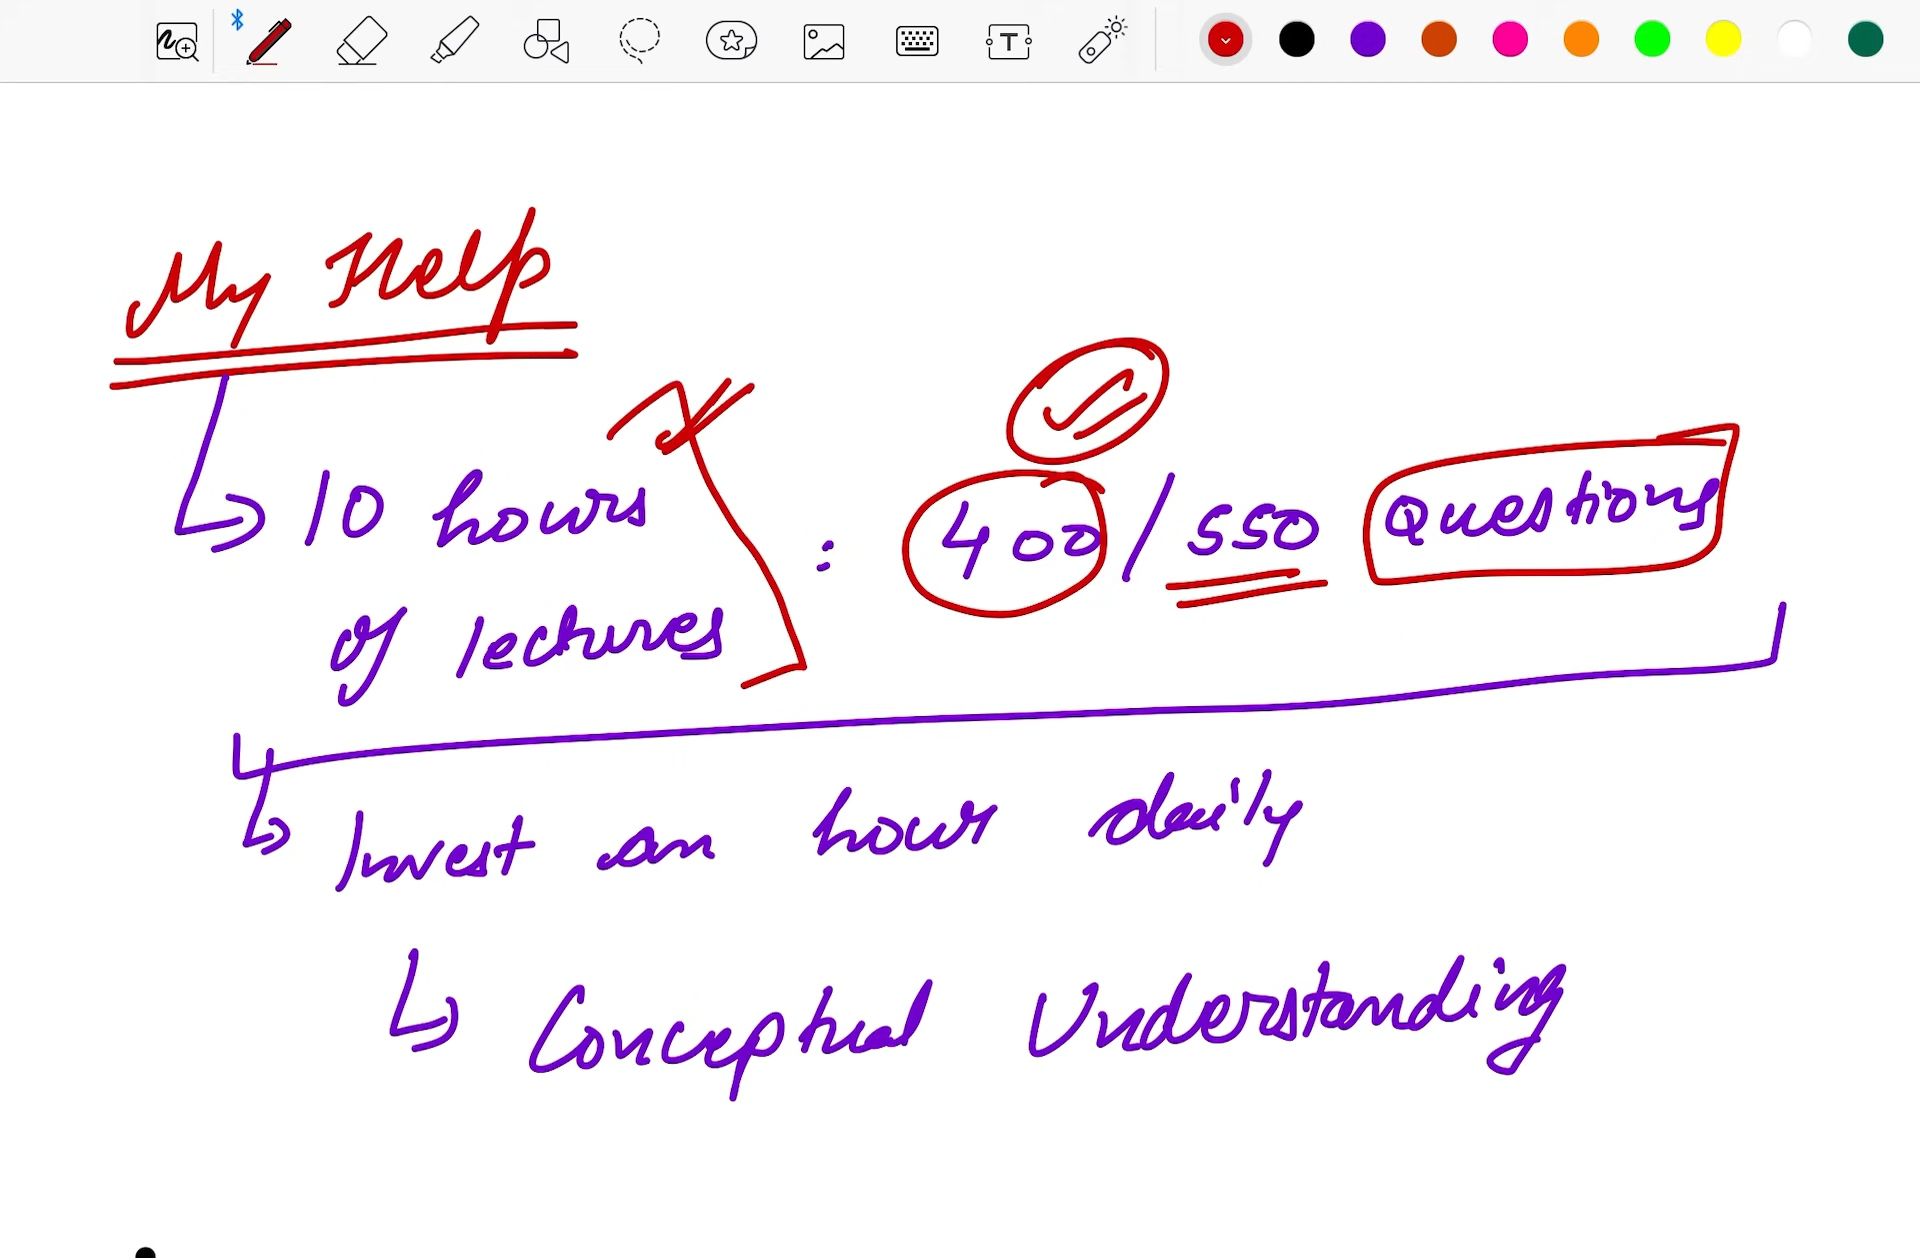 My Help
10 hours
of lectures
: 400 / 550 Questions
Invest an hour daily
Conceptual Understanding